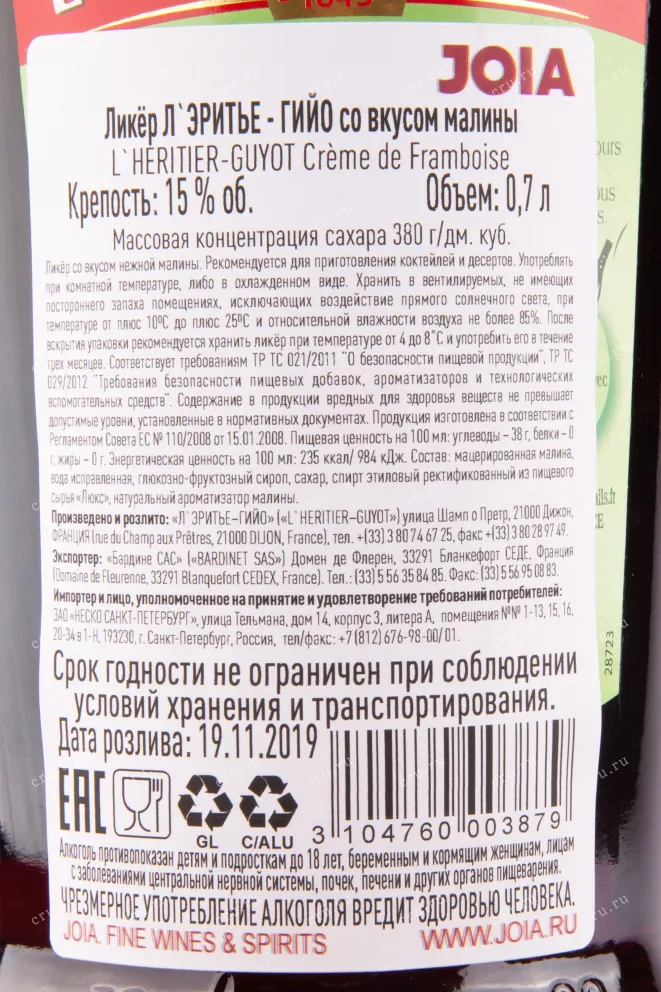 1845
JOIA
Ликёр Л`ЭРИТЬЕ - ГИЙО со вкусом малины
L`HERITIER-GUYOT Crème de Framboise
Крепость: 15 % об. Объем: 0,7 л
Массовая концентрация сахара 380 г/дм. куб.
Ликёр со вкусом нежной малины. Рекомендуется для приготовления коктейлей и десертов. Употреблять
при комнатной температуре, либо в охлажденном виде. Хранить в вентилируемых, не имеющих
постороннего запаха помещениях, исключающих воздействие прямого солнечного света, при
температуре от плюс 10ºС до плюс 25ºС и относительной влажности воздуха не более 85%. После
вскрытия упаковки рекомендуется хранить ликёр при температуре от 4 до 8˚С и употребить его в течение
трех месяцев. Соответствует требованиям ТР ТС 021/2011 "О безопасности пищевой продукции", ТР ТС
029/2012 "Требования безопасности пищевых добавок, ароматизаторов и технологических
вспомогательных средств". Содержание в продукции вредных для здоровья веществ не превышает
допустимые уровни, установленные в нормативных документах. Продукция изготовлена в соответствии с
Регламентом Совета ЕС № 110/2008 от 15.01.2008. Пищевая ценность на 100 мл: углеводы – 38 г, белки – 0
г, жиры – 0 г. Энергетическая ценность на 100 мл: 235 ккал/ 984 кДж. Состав: мацерированная малина,
вода исправленная, глюкозно-фруктозный сироп, сахар, спирт этиловый ректификованный из пищевого
сырья «Люкс», натуральный ароматизатор малины.
Произведено и розлито: «Л`ЭРИТЬЕ–ГИЙО» («L`HERITIER-GUYOT») улица Шамп о Претр, 21000 Дижон,
ФРАНЦИЯ (rue du Champ aux Prêtres, 21000 DIJON, France), тел. +(33) 3 80 74 67 25, факс +(33) 3 80 28 97 49.
Экспортер: «Бардине САС» («BARDINET SAS») Домен де Флерен, 33291 Бланкефорт СЕДЕ, Франция
(Domaine de Fleurenne, 33291 Blanquefort CEDEX, France). Тел.: (33) 5 56 35 84 85. Факс: (33) 5 56 95 08 83.
Импортер и лицо, уполномоченное на принятие и удовлетворение требований потребителей:
ЗАО «НЕСКО САНКТ-ПЕТЕРБУРГ», улица Тельмана, дом 14, корпус 3, литера А, помещения №№ 1-13, 15, 16,
20-34 в 1-Н, 193230, г. Санкт-Петербург, Россия, тел/факс: +7 (812) 676-98-00/ 01.
Срок годности не ограничен при соблюдении
условий хранения и транспортирования.
Дата розлива: 19.11.2019
EAC
GL C/ALU
3 104760 003879
Алкоголь противопоказан детям и подросткам до 18 лет, беременным и кормящим женщинам, лицам
с заболеваниями центральной нервной системы, почек, печени и других органов пищеварения.
ЧРЕЗМЕРНОЕ УПОТРЕБЛЕНИЕ АЛКОГОЛЯ ВРЕДИТ ЗДОРОВЬЮ ЧЕЛОВЕКА.
JOIA. FINE WINES & SPIRITS WWW.JOIA.RU
28723